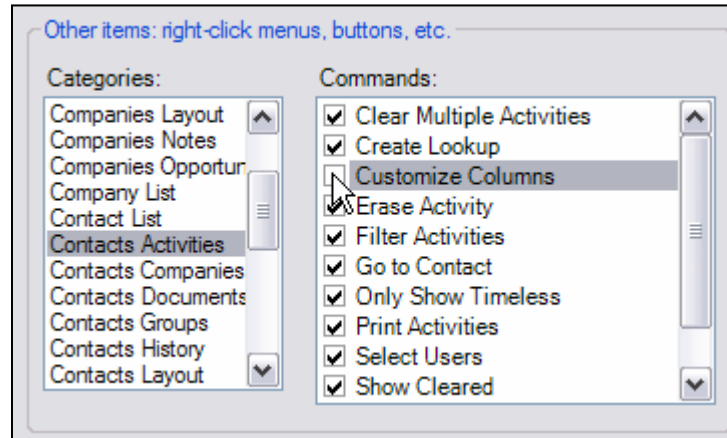 Other items: right-click menus, buttons, etc.
Categories:
Companies Layout
Companies Notes
Companies Opportun
Company List
Contact List
Contacts Activities
Contacts Companies
Contacts Documents
Contacts Groups
Contacts History
Contacts Layout
Commands:
Clear Multiple Activities
Create Lookup
Customize Columns
Erase Activity
Filter Activities
Go to Contact
Only Show Timeless
Print Activities
Select Users
Show Cleared